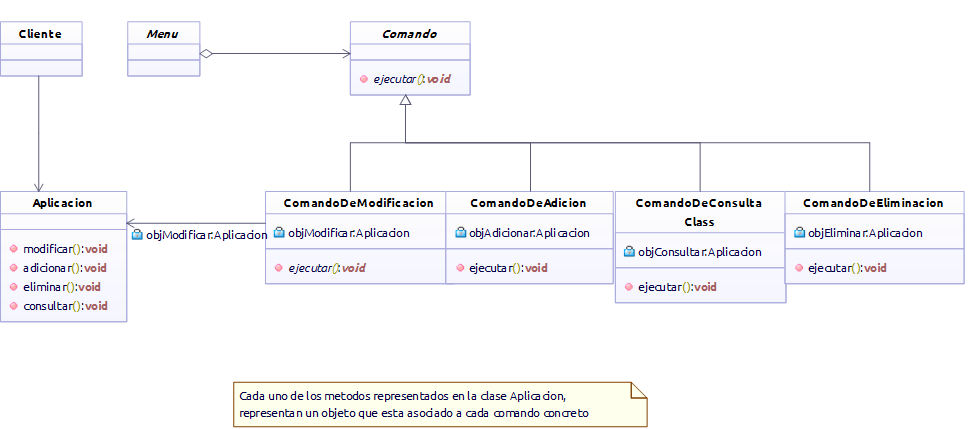 Cliente
Menu
Comando
ejecutar():void
Aplicacion
modificar():void
adicionar():void
eliminar():void
consultar():void
objModificar:Aplicacion
ComandoDeModificacion
objModificar:Aplicacion
ejecutar():void
ComandoDeAdicion
objAdicionar:Aplicacion
ejecutar():void
ComandoDeConsulta
Class
objConsultar:Aplicacion
ejecutar():void
ComandoDeEliminacion
objEliminar:Aplicacion
ejecutar():void
Cada uno de los metodos representados en la clase Aplicacion,
representan un objeto que esta asociado a cada comando concreto